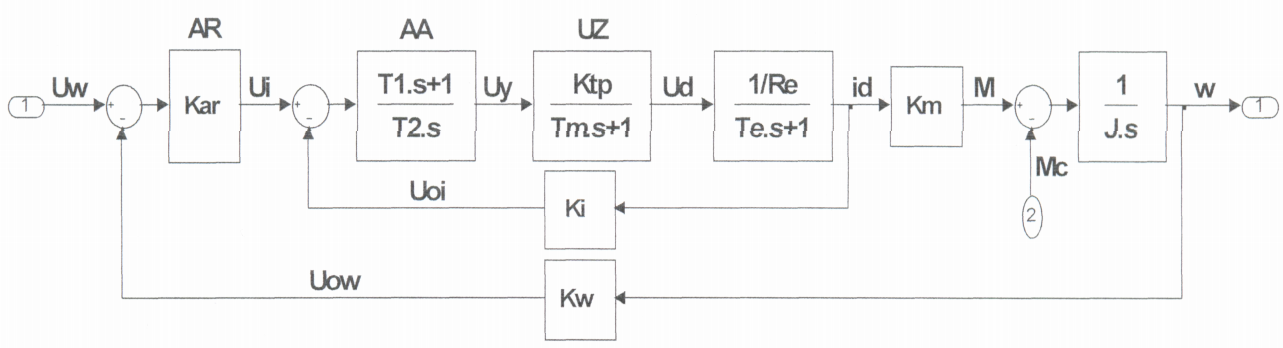 AR
AA
UZ
1
Uw
+
-
Kar
Ui
+
-
T1.s+1
T2.s
Uy
Ktp
Tm.s+1
Ud
1/Re
Te.s+1
id
Km
M
+
-
1
J.s
w
1
Mc
2
Uoi
Ki
Uow
Kw